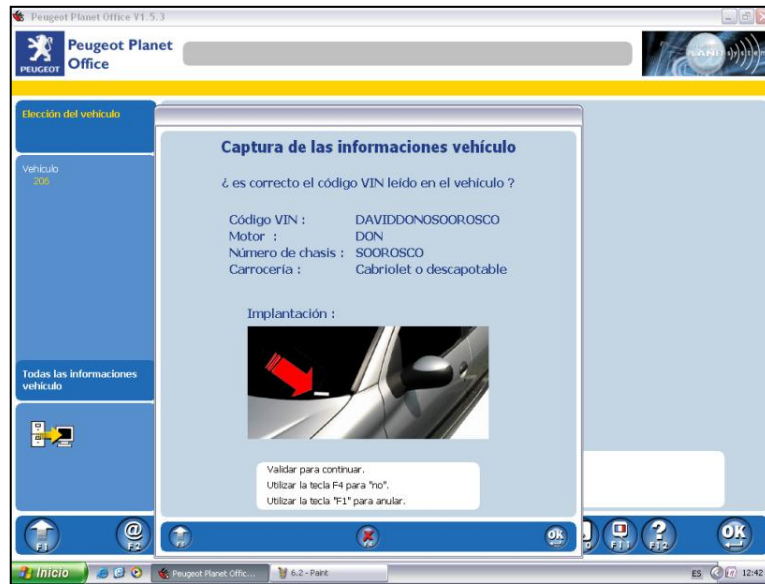 Peugeot Planet Office V1.5.3
Peugeot Planet
Office
PEUGEOT
Elección del vehículo
Vehículo
206
Todas las informaciones
vehículo
Captura de las informaciones vehículo
¿ es correcto el código VIN leído en el vehículo ?
Código VIN : DAVIDDONOSOOROSCO
Motor : DON
Número de chasis : SOOROSCO
Carrocería : Cabriolet o descapotable
Implantación :
Validar para continuar.
Utilizar la tecla F4 para "no".
Utilizar la tecla "F1" para anular.
F1
@
F2
OK
F11
?
F12
OK
Inicio
Peugeot Planet Offic...
6.2 - Paint
ES
12:42